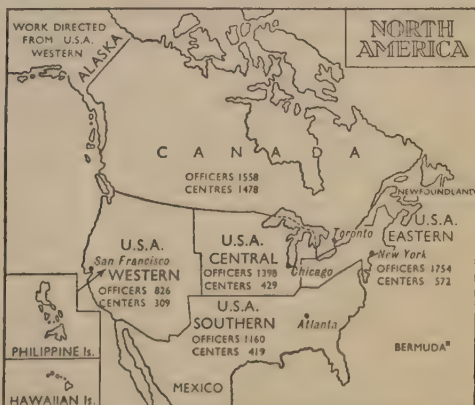 WORK DIRECTED
FROM U.S.A.
WESTERN
ALASKA
NORTH
AMERICA
CANADA
OFFICERS 1558
CENTRES 1478
NEWFOUNDLAND
Toronto
U.S.A.
EASTERN
New York
OFFICERS 1754
CENTERS 572
U.S.A.
CENTRAL
Chicago
OFFICERS 1398
CENTERS 429
U.S.A.
San Francisco
WESTERN
OFFICERS 826
CENTERS 309
U.S.A.
SOUTHERN
OFFICERS 1160
CENTERS 419
Atlanta
BERMUDA
PHILIPPINE Is.
HAWAIIAN Is.
MEXICO